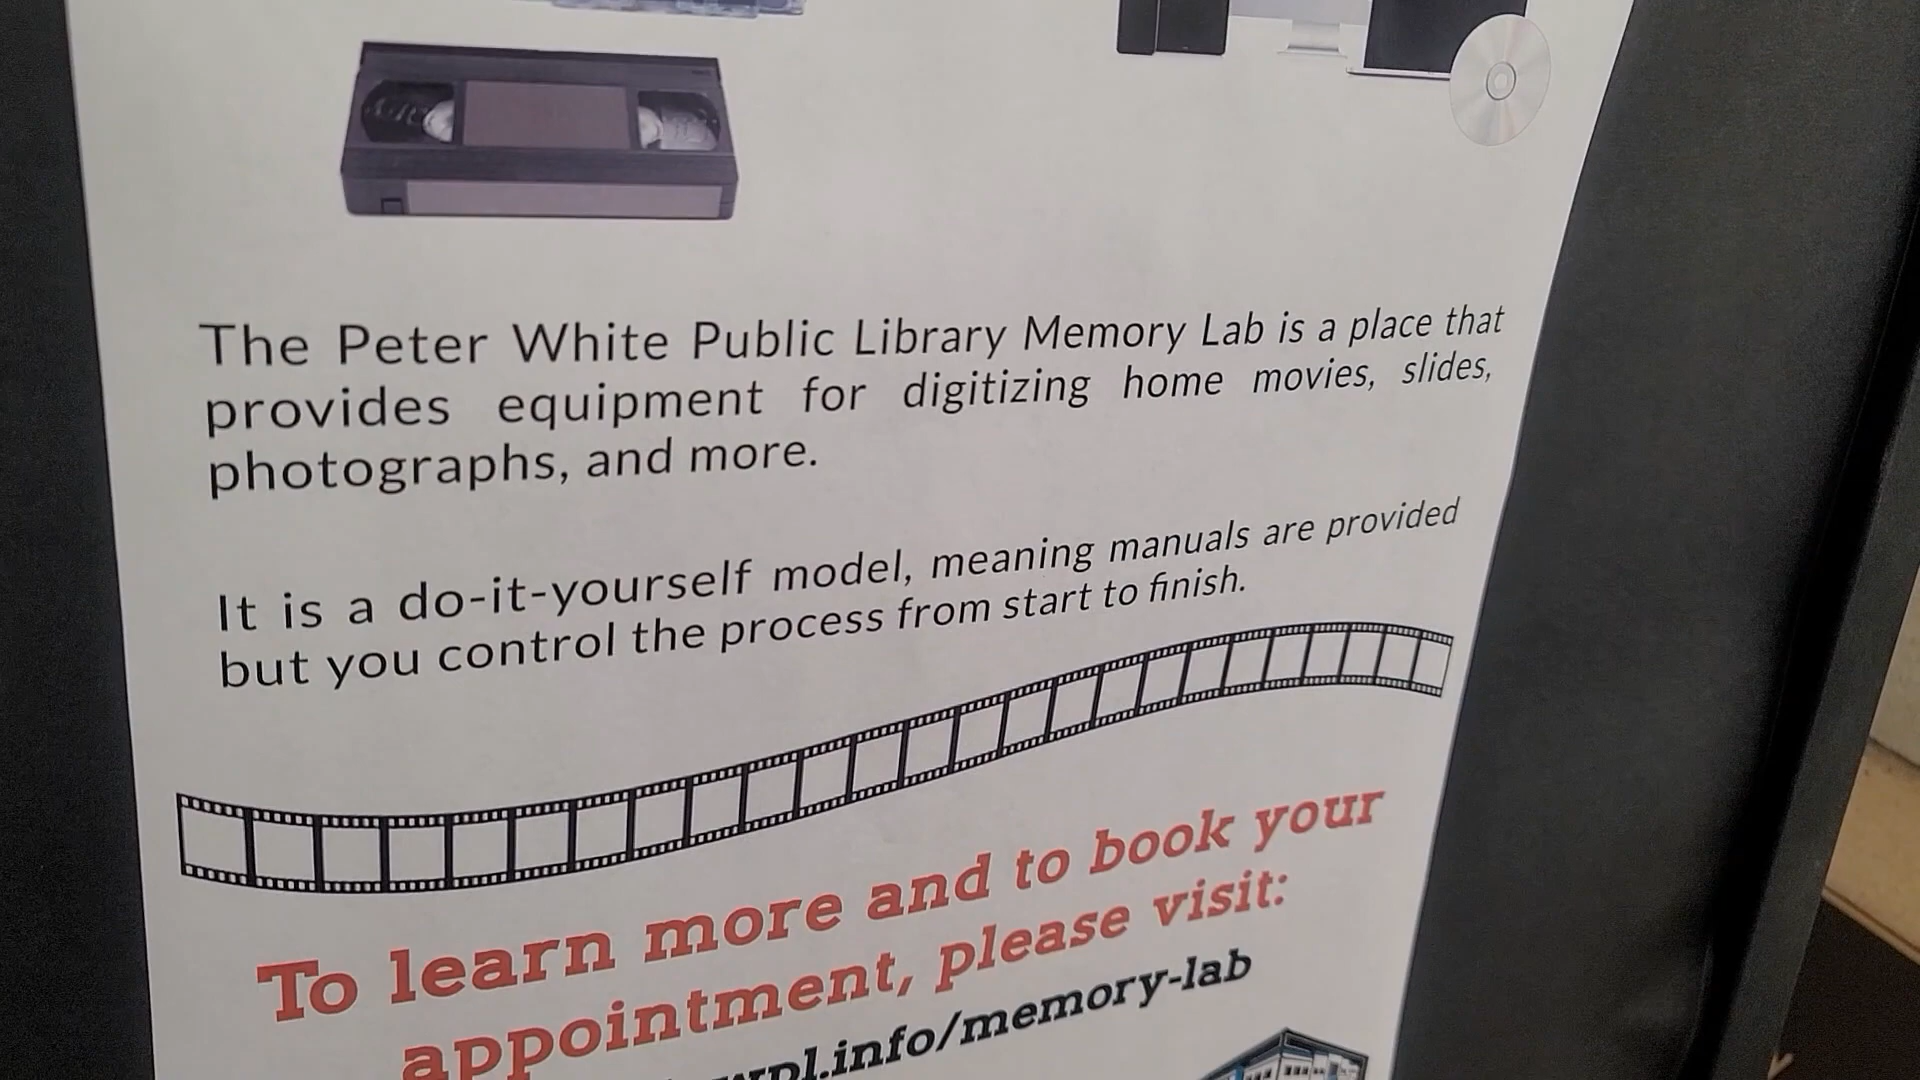 The Peter White Public Library Memory Lab is a place that
provides equipment for digitizing home movies, slides,
photographs, and more.
It is a do-it-yourself model, meaning manuals are provided
but you control the process from start to finish.
To learn more and to book your
appointment, please visit:
wpl.info/memory-lab